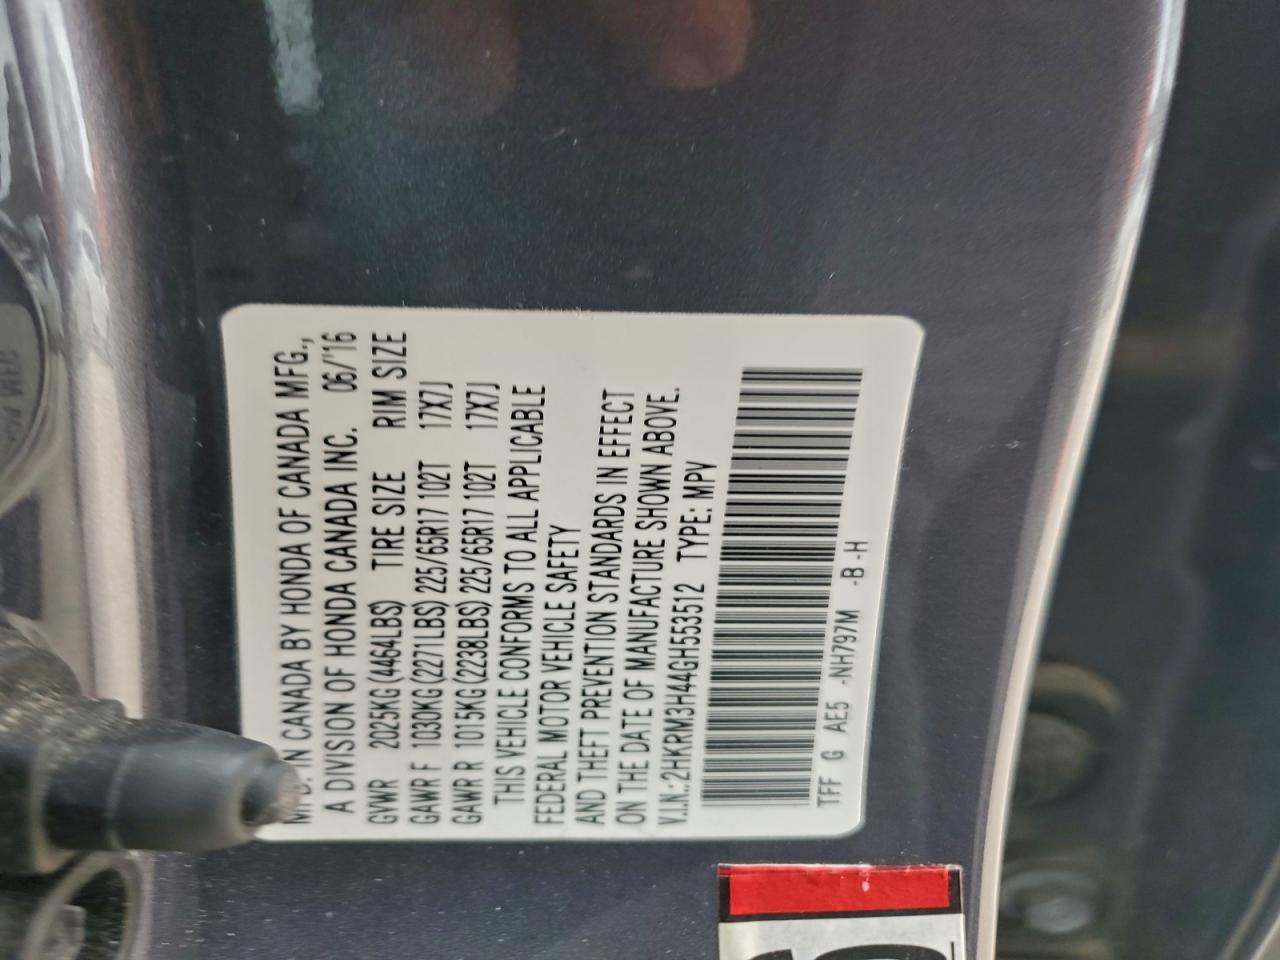 MFD. IN CANADA BY HONDA OF CANADA MFG.,
A DIVISION OF HONDA CANADA INC. 06/'16
GVWR 2025KG (4464LBS) TIRE SIZE RIM SIZE
GAWR F 1030KG (2271LBS) 225/65R17 102T 17X7J
GAWR R 1015KG (2238LBS) 225/65R17 102T 17X7J
THIS VEHICLE CONFORMS TO ALL APPLICABLE
FEDERAL MOTOR VEHICLE SAFETY
AND THEFT PREVENTION STANDARDS IN EFFECT
ON THE DATE OF MANUFACTURE SHOWN ABOVE.
V.I.N.:2HKRM3H44GH553512 TYPE: MPV
TFF G AE5 -NH797M -B -H